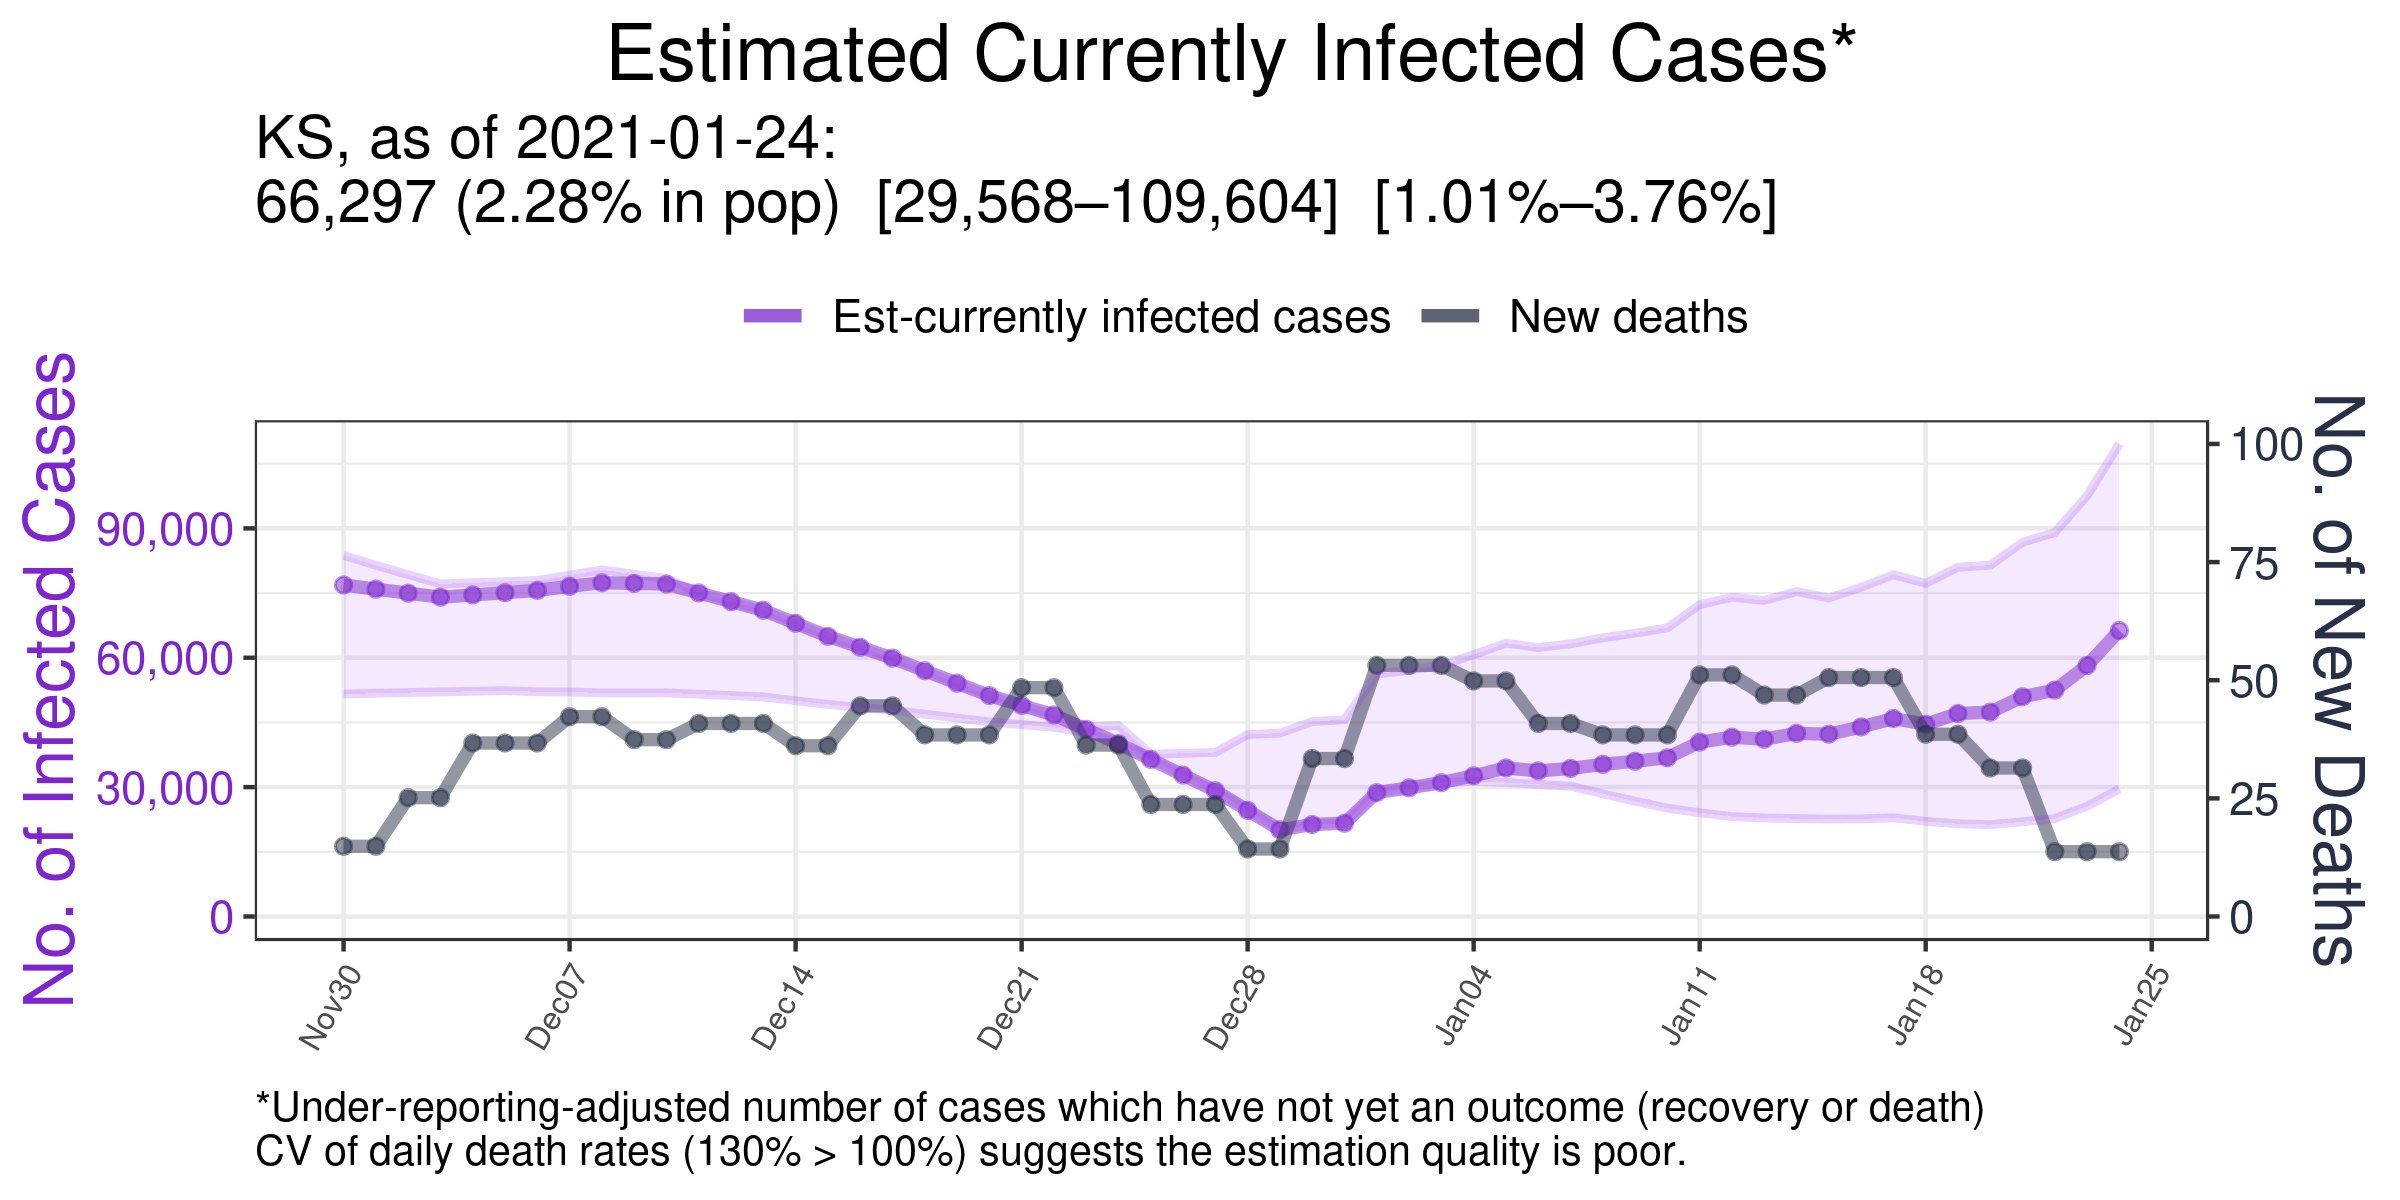 Estimated Currently Infected Cases*
KS, as of 2021-01-24:
66,297 (2.28% in pop)  [29,568–109,604]  [1.01%–3.76%]
Est-currently infected cases
New deaths
No. of Infected Cases
90,000
60,000
30,000
0
100
75
50
25
0
No. of New Deaths
Nov30
Dec07
Dec14
Dec21
Dec28
Jan04
Jan11
Jan18
Jan25
*Under-reporting-adjusted number of cases which have not yet an outcome (recovery or death)
CV of daily death rates (130% > 100%) suggests the estimation quality is poor.